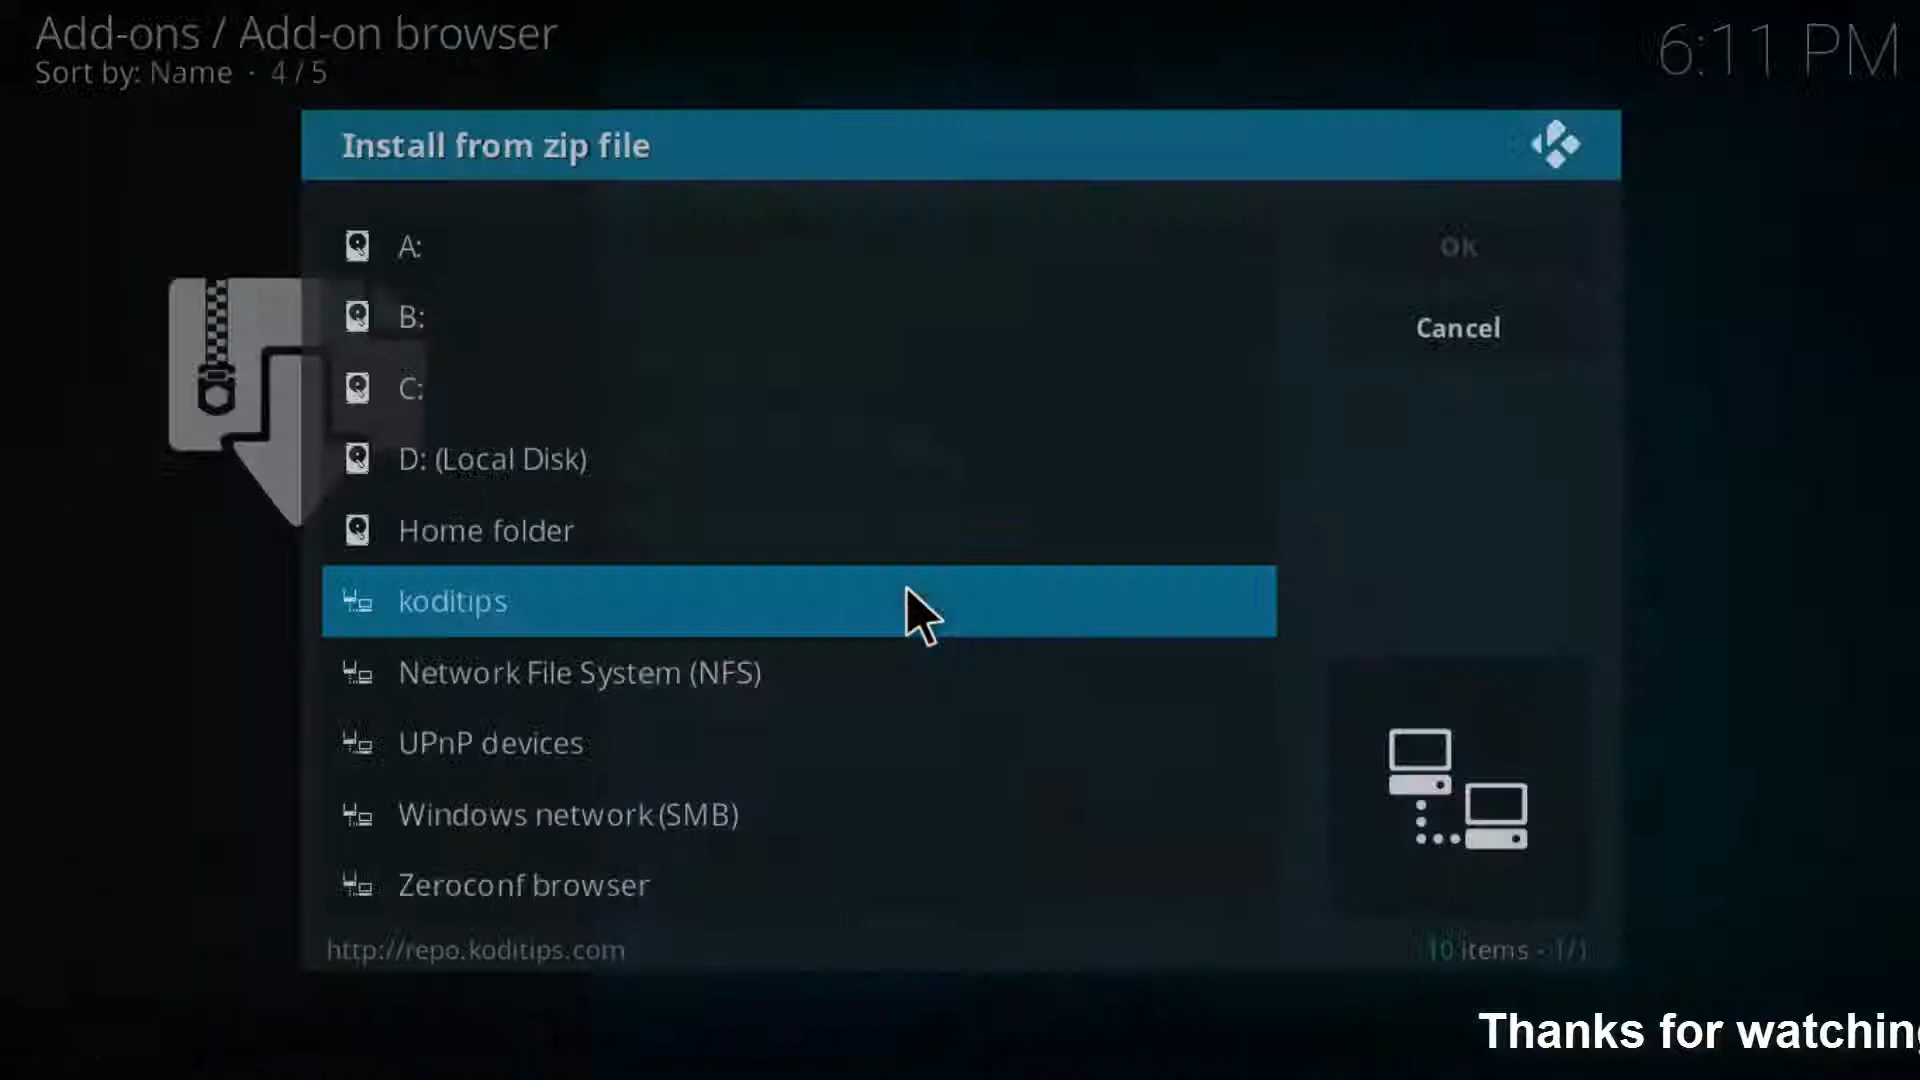 Add-ons / Add-on browser
Sort by: Name · 4 / 5
6:11 PM
Install from zip file
A:
OK
B:
Cancel
C:
D: (Local Disk)
Home folder
koditips
Network File System (NFS)
UPnP devices
Windows network (SMB)
Zeroconf browser
http://repo.koditips.com
10 items - 1/1
Thanks for watching